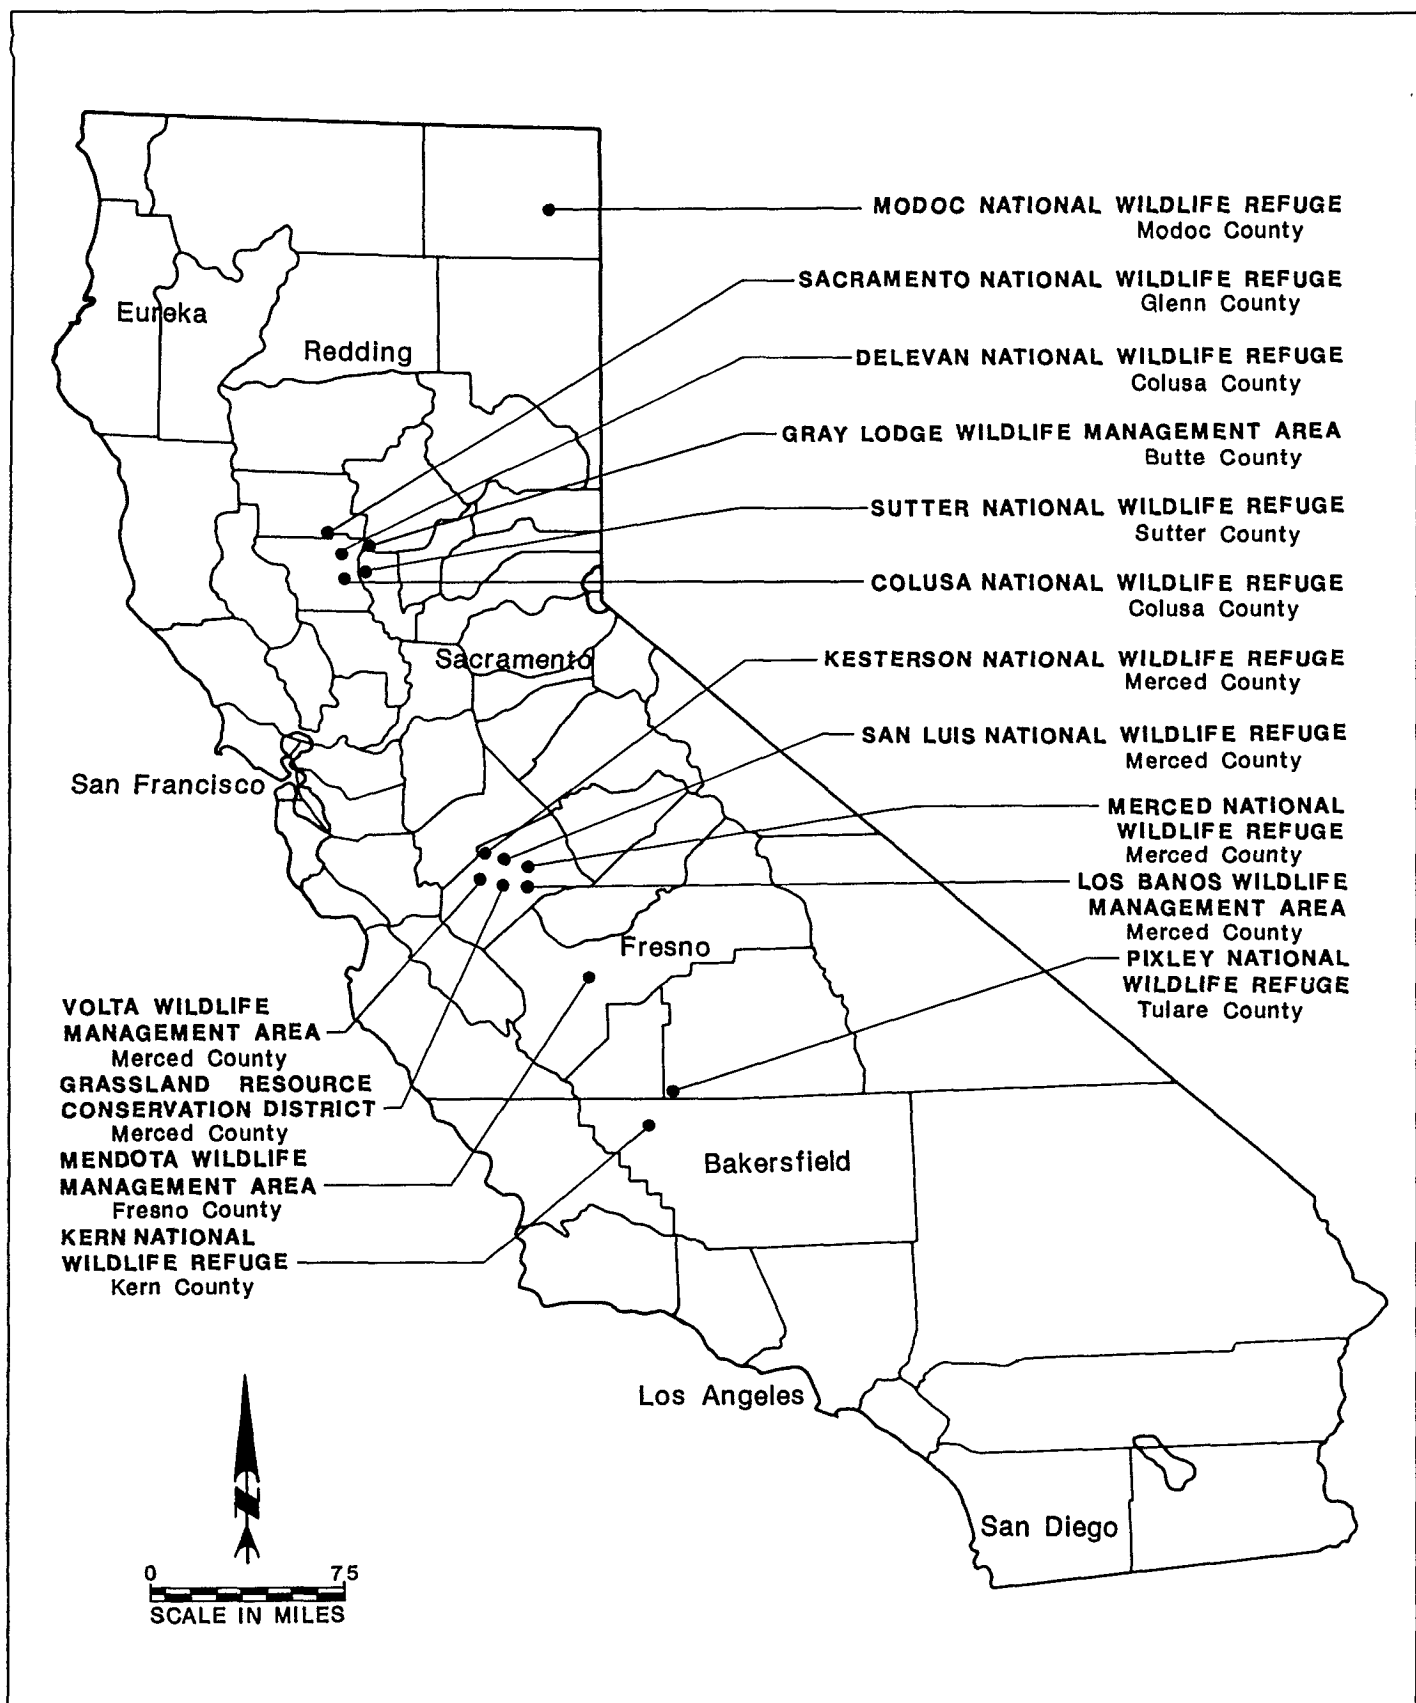 MODOC NATIONAL WILDLIFE REFUGE
Modoc County
SACRAMENTO NATIONAL WILDLIFE REFUGE
Glenn County
Eureka
Redding
DELEVAN NATIONAL WILDLIFE REFUGE
Colusa County
GRAY LODGE WILDLIFE MANAGEMENT AREA
Butte County
SUTTER NATIONAL WILDLIFE REFUGE
Sutter County
COLUSA NATIONAL WILDLIFE REFUGE
Colusa County
Sacramento
KESTERSON NATIONAL WILDLIFE REFUGE
Merced County
SAN LUIS NATIONAL WILDLIFE REFUGE
Merced County
San Francisco
MERCED NATIONAL
WILDLIFE REFUGE
Merced County
LOS BANOS WILDLIFE
MANAGEMENT AREA
Merced County
Fresno
PIXLEY NATIONAL
WILDLIFE REFUGE
Tulare County
VOLTA WILDLIFE
MANAGEMENT AREA
Merced County
GRASSLAND RESOURCE
CONSERVATION DISTRICT
Merced County
MENDOTA WILDLIFE
MANAGEMENT AREA
Fresno County
KERN NATIONAL
WILDLIFE REFUGE
Kern County
Bakersfield
Los Angeles
San Diego
0 75
SCALE IN MILES